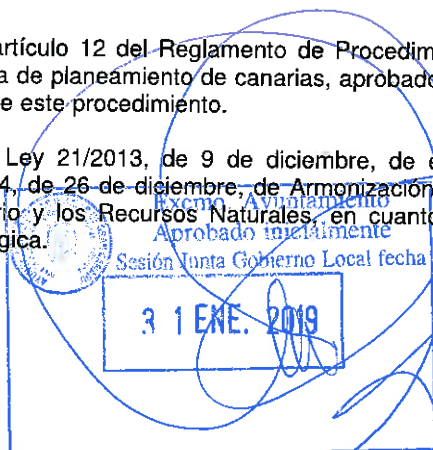 artículo 12 del Reglamento de Procedim
a de planeamiento de canarias, aprobado
e este procedimiento.
Ley 21/2013, de 9 de diciembre, de e
4, de 26 de diciembre, de Armonización
rio y los Recursos Naturales, en cuanto
gica.
Excmo. Ayuntamiento
Aprobado inicialmente
Sesión Junta Gobierno Local fecha
3 1 ENE. 2019